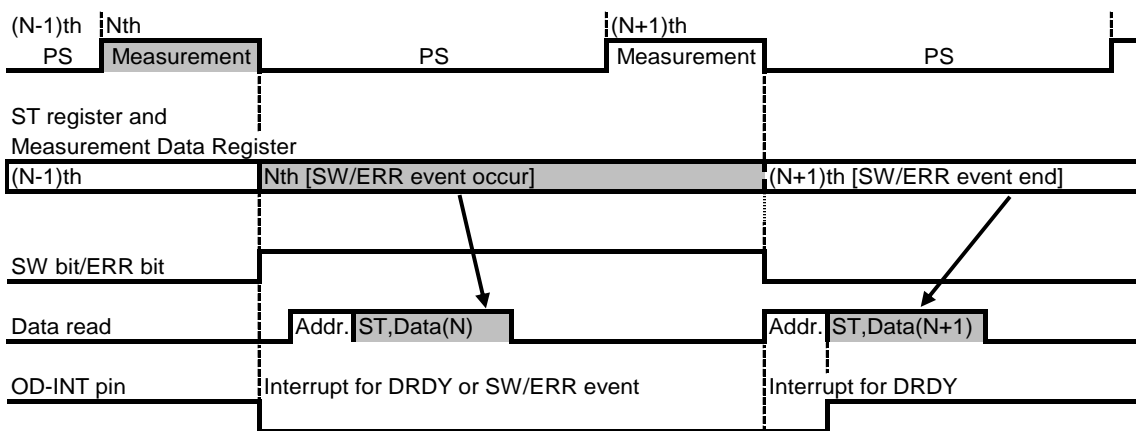 (N-1)th Nth (N+1)th
PS Measurement PS Measurement PS
ST register and
Measurement Data Register
(N-1)th Nth [SW/ERR event occur] (N+1)th [SW/ERR event end]
SW bit/ERR bit
Data read Addr. ST,Data(N) Addr. ST,Data(N+1)
OD-INT pin Interrupt for DRDY or SW/ERR event Interrupt for DRDY